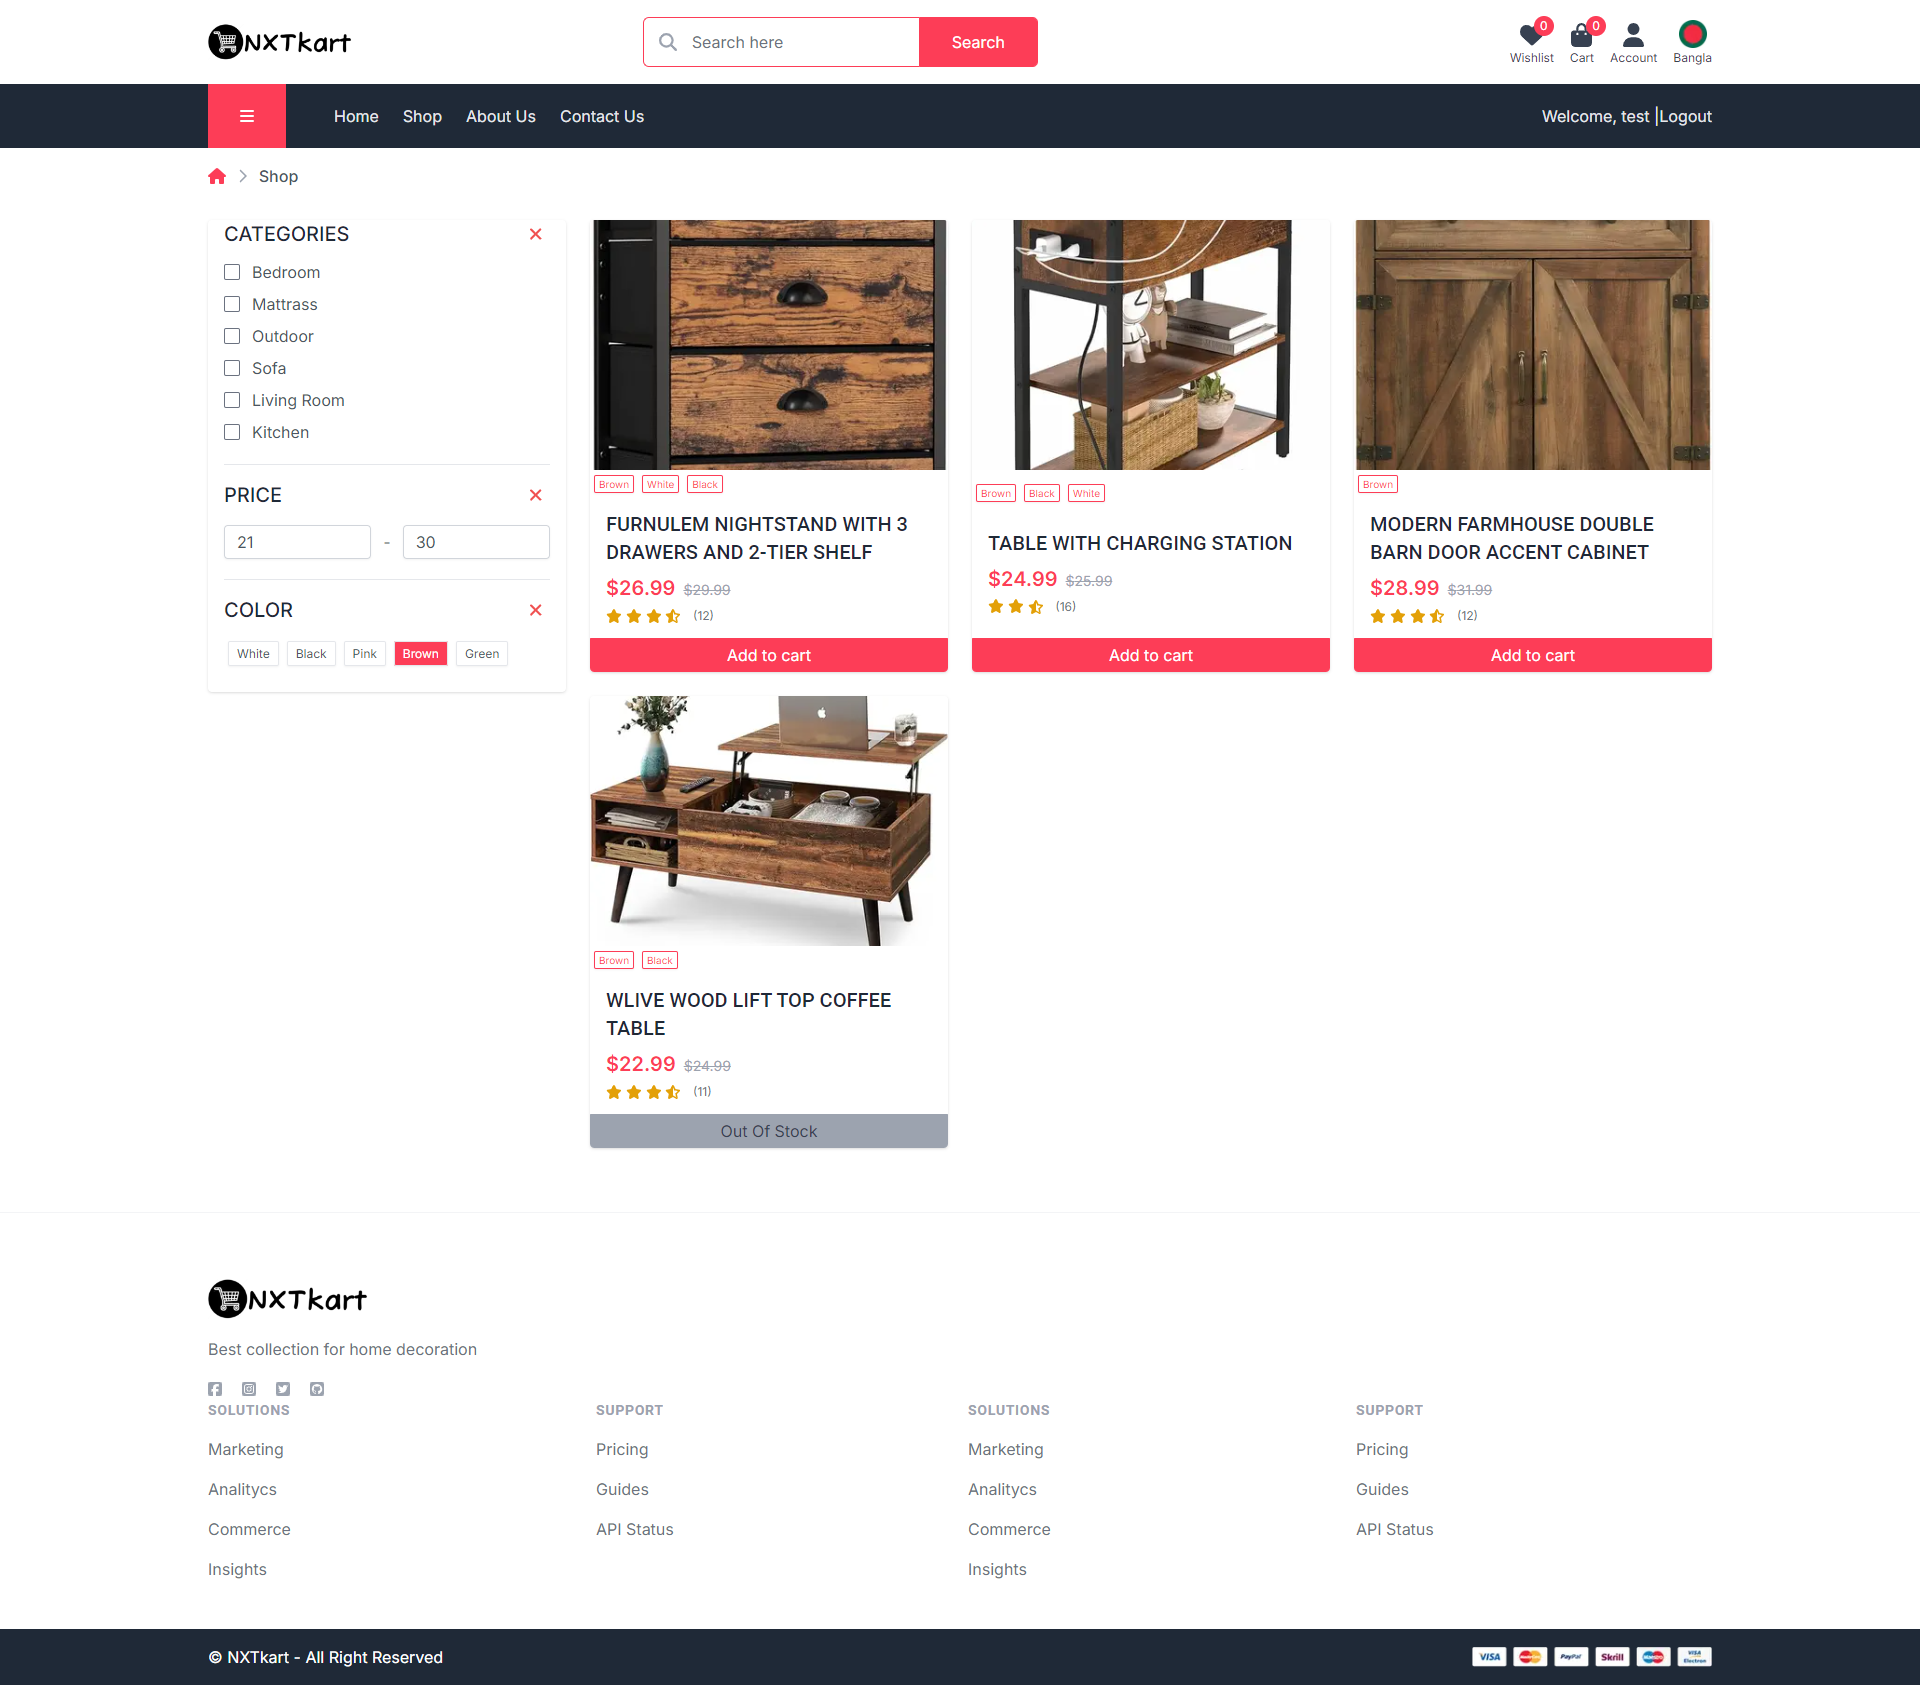 NXTkart
Search here
Search
0
0
Wishlist
Cart
Account
Bangla
Home
Shop
About Us
Contact Us
Welcome, test |Logout
Shop
CATEGORIES
Bedroom
Mattrass
Outdoor
Sofa
Living Room
Kitchen
PRICE
21 - 30
COLOR
White
Black
Pink
Brown
Green
Brown White Black
FURNULEM NIGHTSTAND WITH 3
DRAWERS AND 2-TIER SHELF
$26.99 $29.99
(12)
Add to cart
Brown Black White
TABLE WITH CHARGING STATION
$24.99 $25.99
(16)
Add to cart
Brown
MODERN FARMHOUSE DOUBLE
BARN DOOR ACCENT CABINET
$28.99 $31.99
(12)
Add to cart
Brown Black
WLIVE WOOD LIFT TOP COFFEE
TABLE
$22.99 $24.99
(11)
Out Of Stock
NXTkart
Best collection for home decoration
SOLUTIONS
Marketing
Analitycs
Commerce
Insights
SUPPORT
Pricing
Guides
API Status
SOLUTIONS
Marketing
Analitycs
Commerce
Insights
SUPPORT
Pricing
Guides
API Status
© NXTkart - All Right Reserved
VISA
MasterCard
PayPal
Skrill
Maestro
VISA
Electron